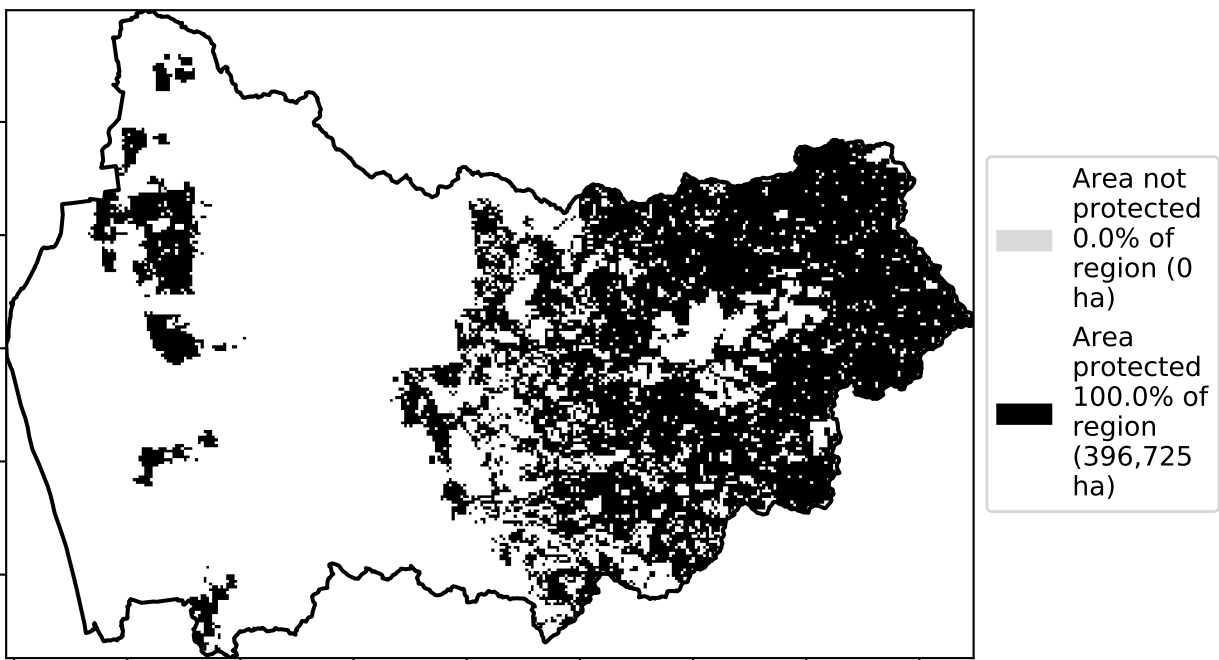 Area not
protected
0.0% of
region (0
ha)
Area
protected
100.0% of
region
(396,725
ha)